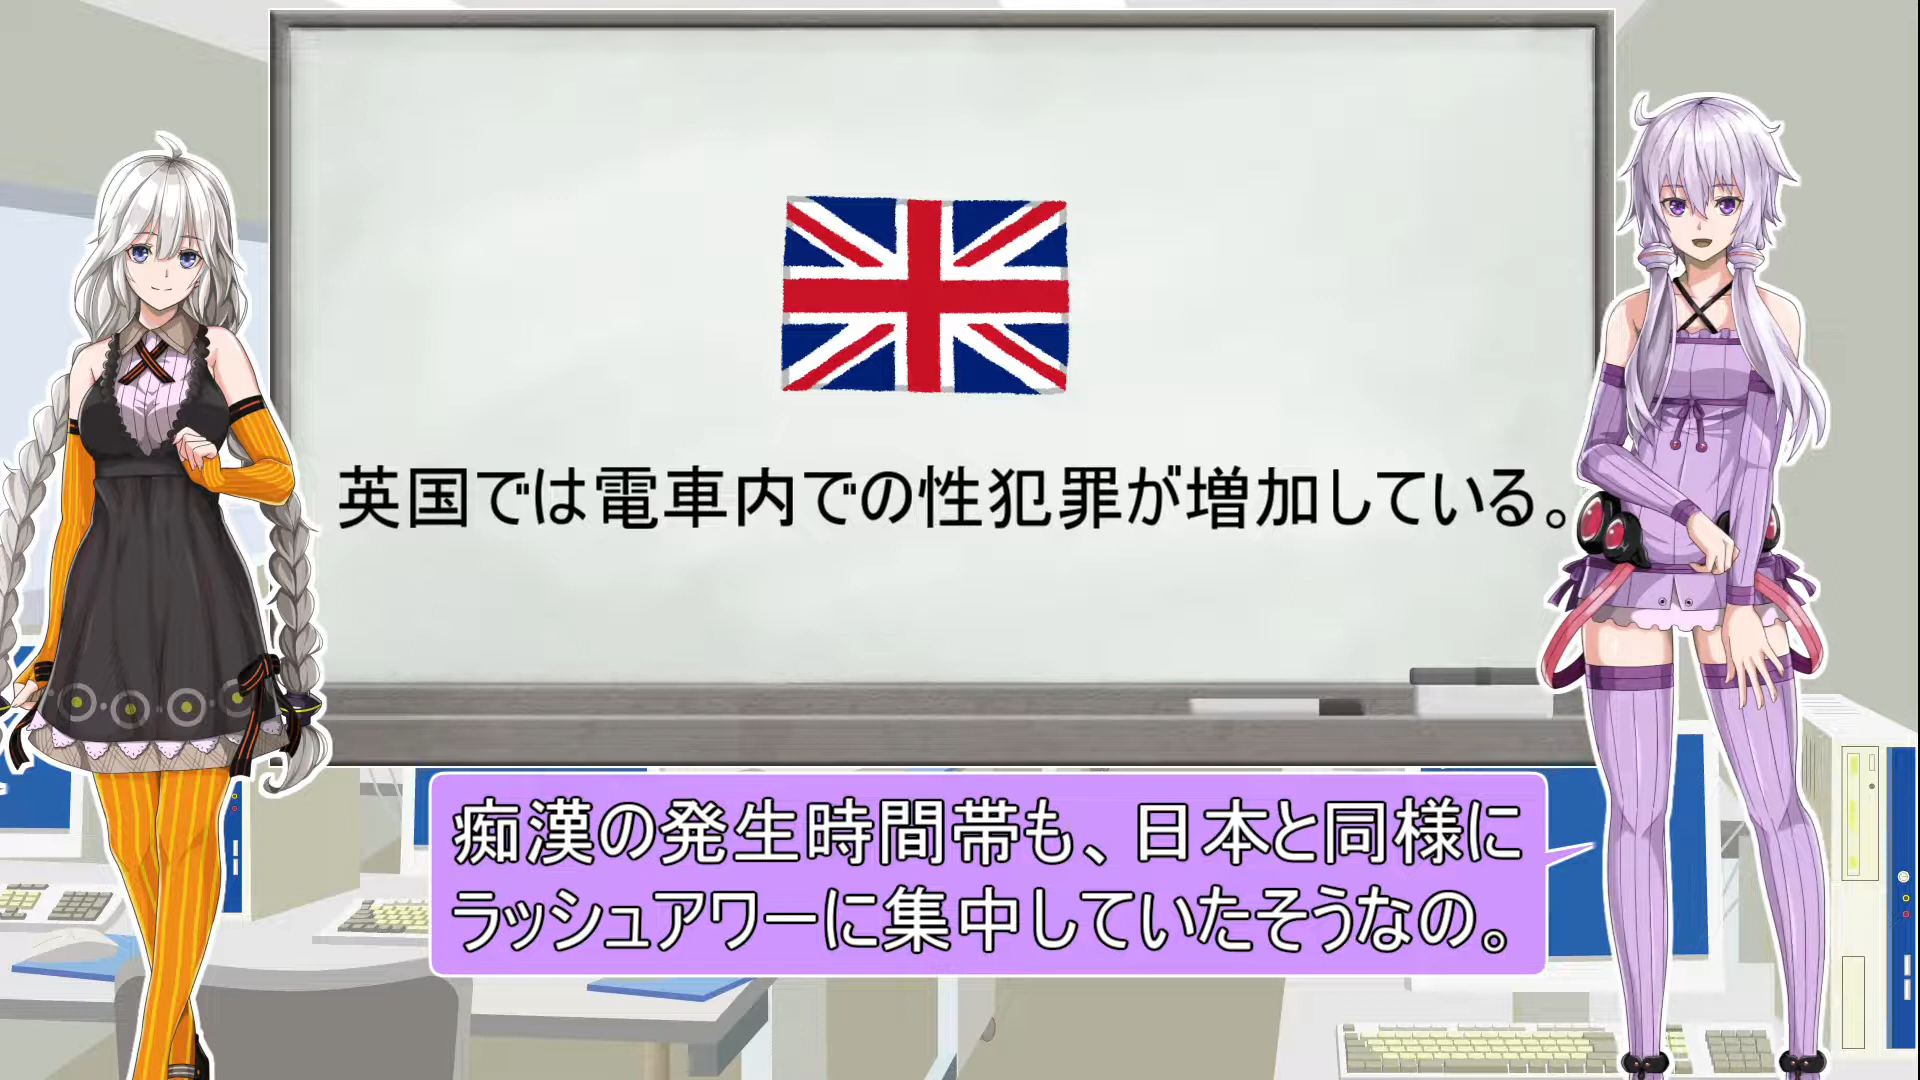 英国では電車内での性犯罪が増加している。
痴漢の発生時間帯も、日本と同様に
ラッシュアワーに集中していたそうなの。